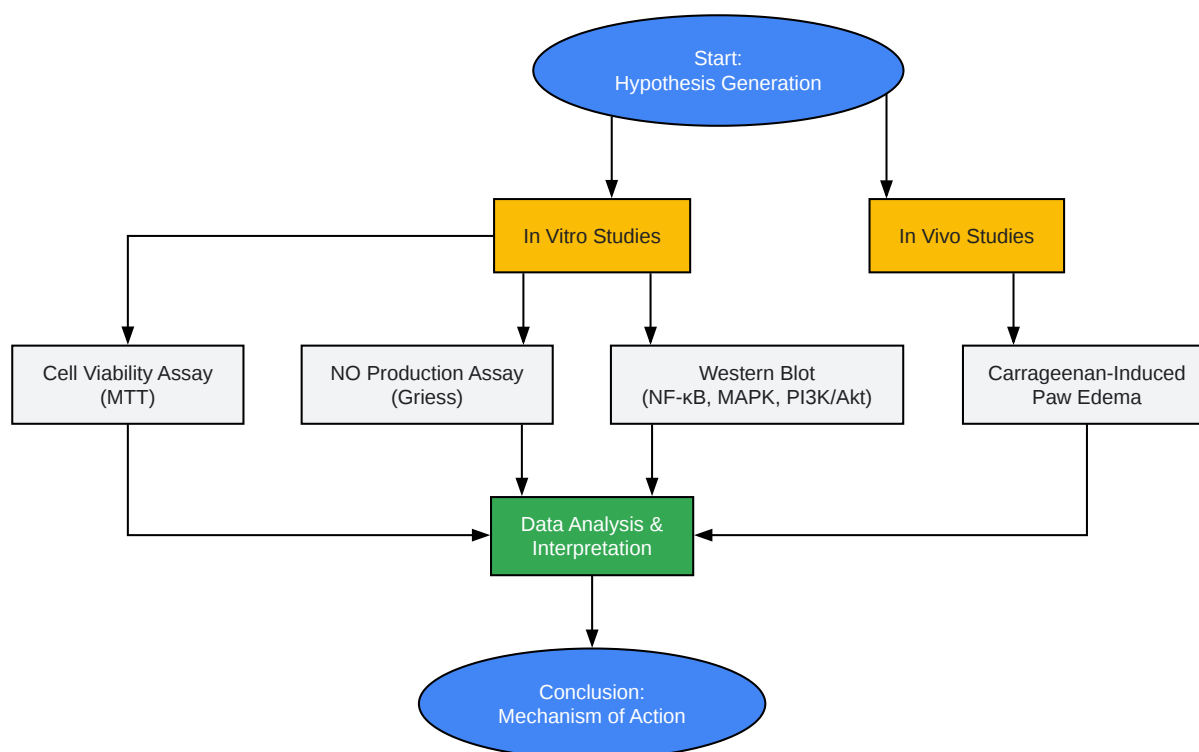 Start:
Hypothesis Generation
In Vitro Studies
In Vivo Studies
Cell Viability Assay
(MTT)
NO Production Assay
(Griess)
Western Blot
(NF-κB, MAPK, PI3K/Akt)
Carrageenan-Induced
Paw Edema
Data Analysis &
Interpretation
Conclusion:
Mechanism of Action